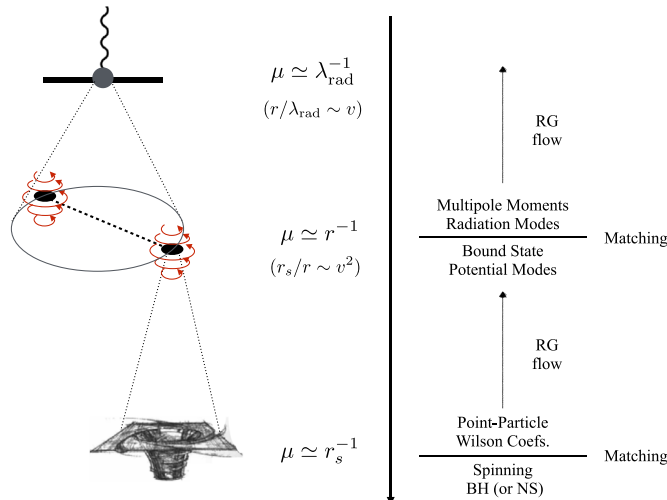 μ ≃ λ_rad^{-1}
(r/λ_rad ∼ v)
RG
flow
Multipole Moments
Radiation Modes
μ ≃ r^{-1}
Matching
Bound State
(r_s/r ∼ v^2)
Potential Modes
RG
flow
Point-Particle
Wilson Coefs.
μ ≃ r_s^{-1}
Matching
Spinning
BH (or NS)